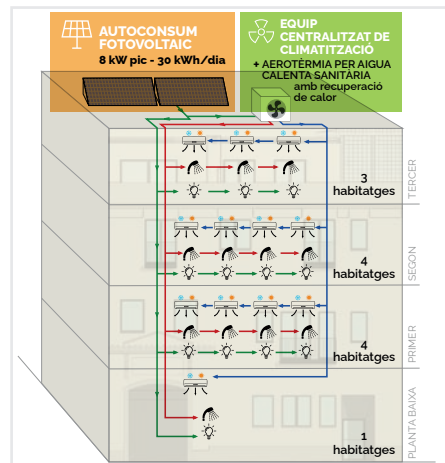 AUTOCONSUM
FOTOVOLTAIC
8 kW pic - 30 kWh/dia
EQUIP
CENTRALITZAT DE
CLIMATITZACIÓ
+ AEROTÈRMIA PER AIGUA
CALENTA SANITÀRIA
amb recuperació
de calor
3
habitatges
TERCER
4
habitatges
SEGON
4
habitatges
PRIMER
1
habitatges
PLANTA BAIXA